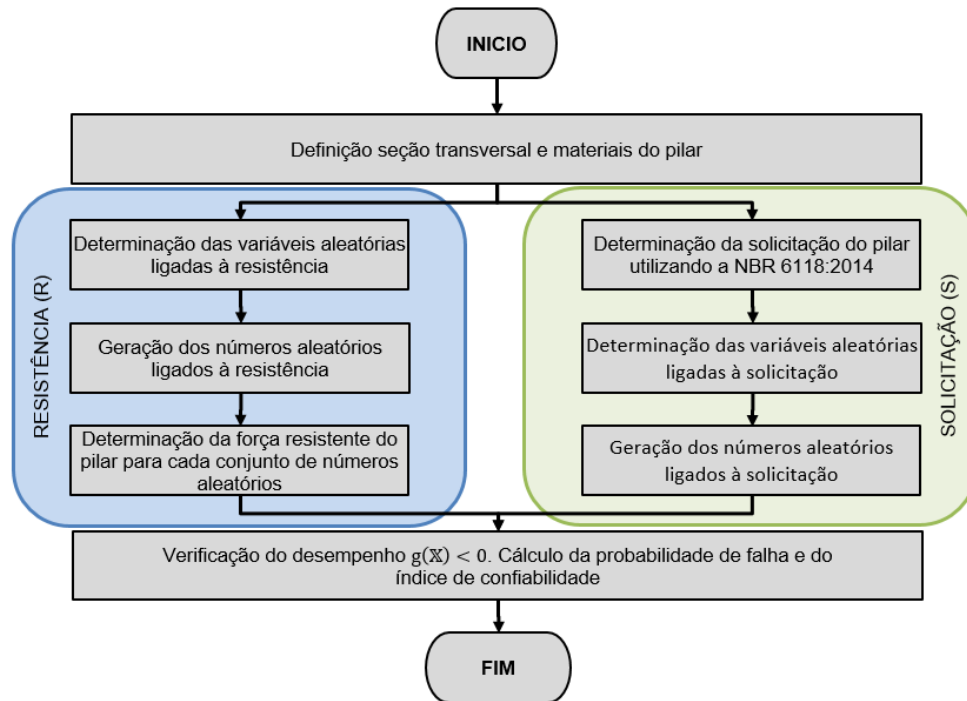 INICIO
Definição seção transversal e materiais do pilar
RESISTÊNCIA (R)
Determinação das variáveis aleatórias
ligadas à resistência
Geração dos números aleatórios
ligados à resistência
Determinação da força resistente do
pilar para cada conjunto de números
aleatórios
Determinação da solicitação do pilar
utilizando a NBR 6118:2014
Determinação das variáveis aleatórias
ligadas à solicitação
Geração dos números aleatórios
ligados à solicitação
SOLICITAÇÃO (S)
Verificação do desempenho g(𝕏) < 0. Cálculo da probabilidade de falha e do
índice de confiabilidade
FIM